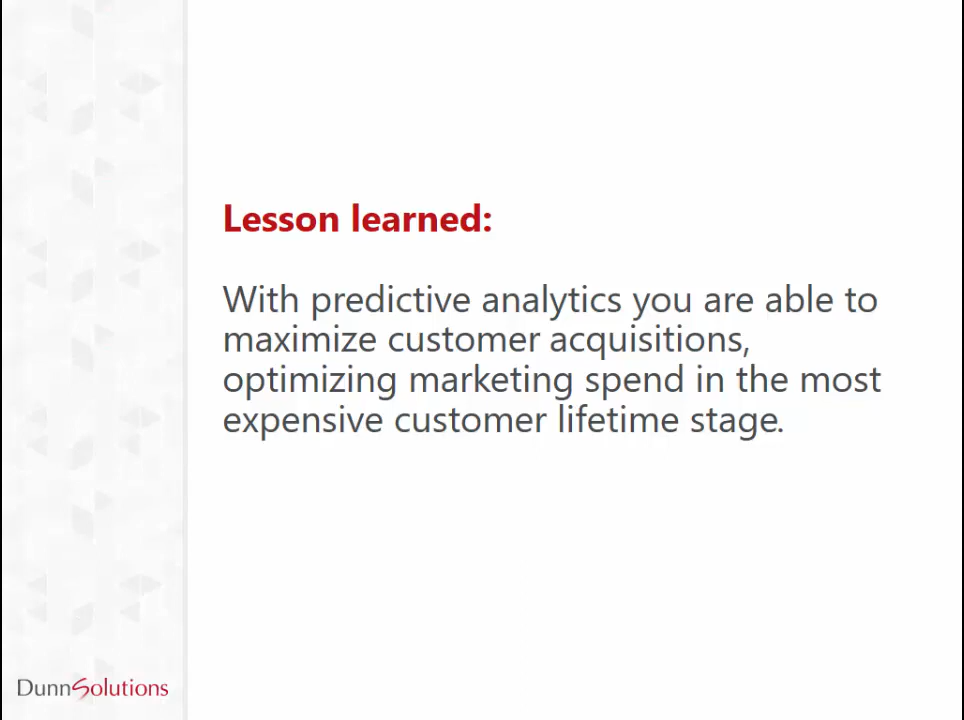 Lesson learned:
With predictive analytics you are able to
maximize customer acquisitions,
optimizing marketing spend in the most
expensive customer lifetime stage.
DunnSolutions